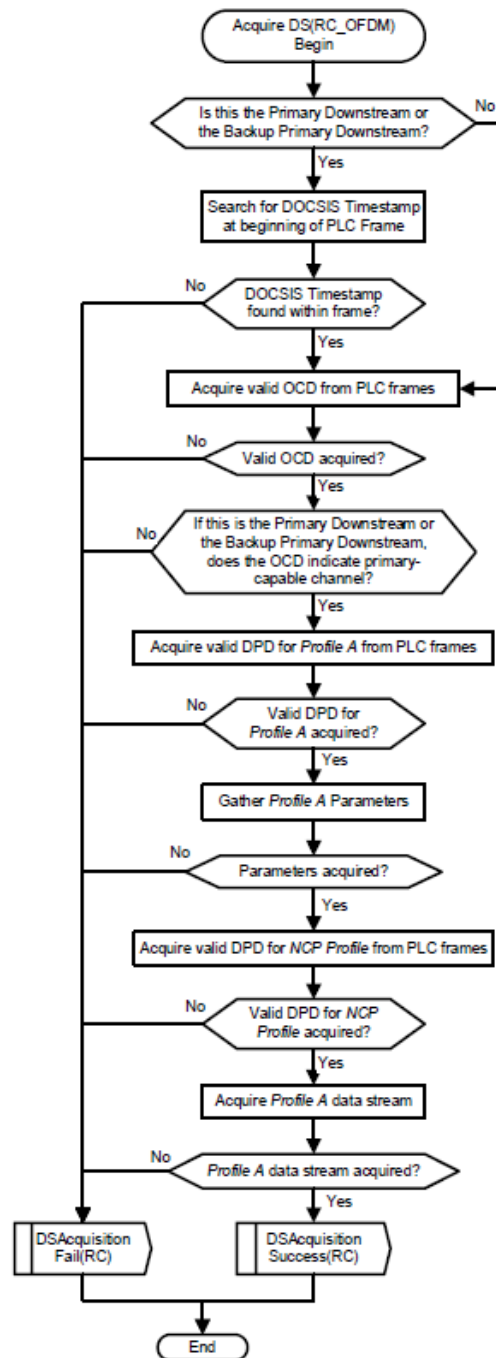 Acquire DS(RC_OFDM)
Begin
Is this the Primary Downstream or
the Backup Primary Downstream?
No
Yes
Search for DOCSIS Timestamp
at beginning of PLC Frame
No
DOCSIS Timestamp
found within frame?
Yes
Acquire valid OCD from PLC frames
No
Valid OCD acquired?
Yes
No
If this is the Primary Downstream or
the Backup Primary Downstream,
does the OCD indicate primary-
capable channel?
Yes
Acquire valid DPD for Profile A from PLC frames
No
Valid DPD for
Profile A acquired?
Yes
Gather Profile A Parameters
No
Parameters acquired?
Yes
Acquire valid DPD for NCP Profile from PLC frames
No
Valid DPD for NCP
Profile acquired?
Yes
Acquire Profile A data stream
No
Profile A data stream acquired?
Yes
DSAcquisition
Fail(RC)
DSAcquisition
Success(RC)
End